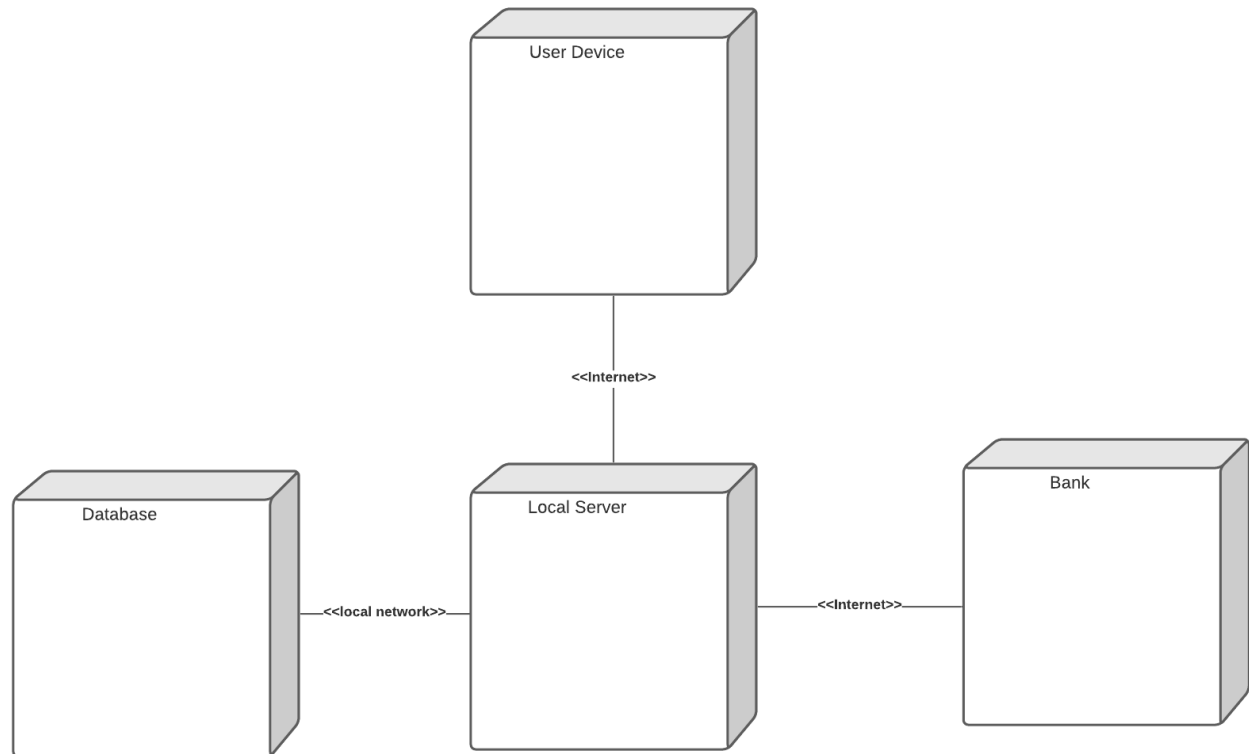 User Device
<<Internet>>
Local Server
Bank
Database
<<local network>>
<<Internet>>